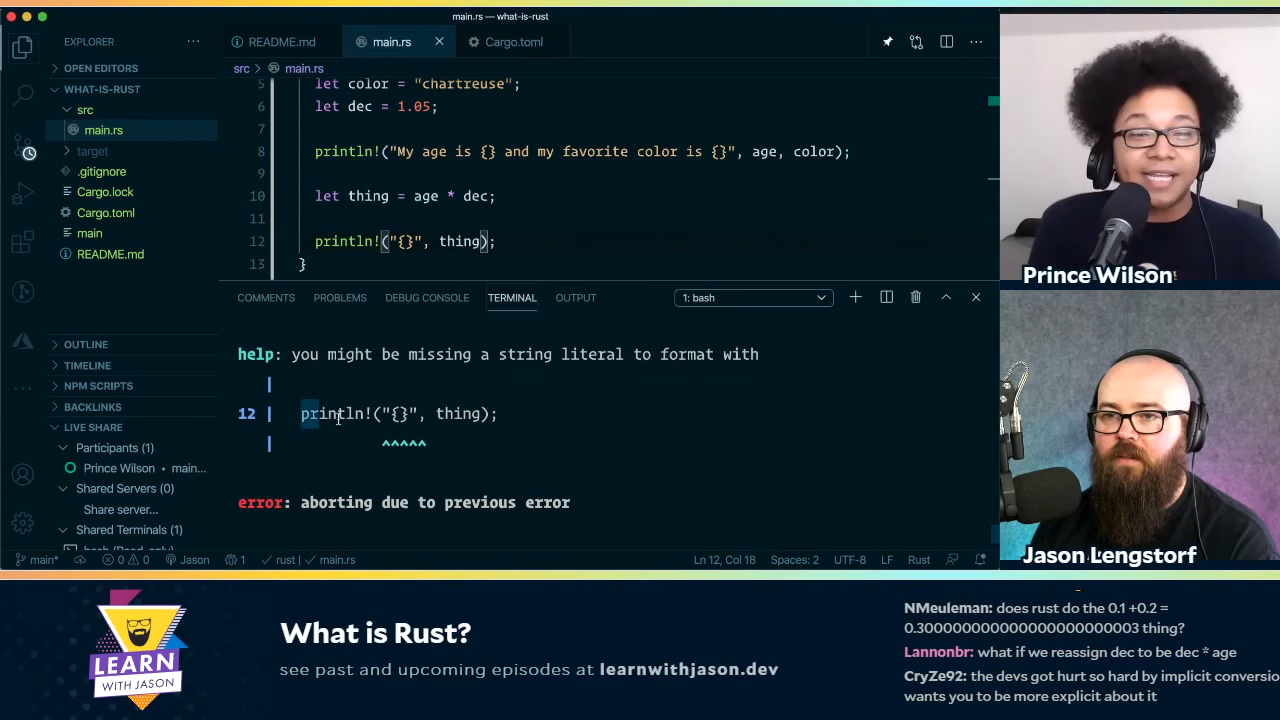 main.rs — what-is-rust
EXPLORER
README.md
main.rs
Cargo.toml
OPEN EDITORS
WHAT-IS-RUST
src
main.rs
target
.gitignore
Cargo.lock
Cargo.toml
main
README.md
OUTLINE
TIMELINE
NPM SCRIPTS
BACKLINKS
LIVE SHARE
Participants (1)
Prince Wilson • main...
Shared Servers (0)
Share server...
Shared Terminals (1)
src > main.rs
5 let color = "chartreuse";
6 let dec = 1.05;
7
8 println!("My age is {} and my favorite color is {}", age, color);
9
10 let thing = age * dec;
11
12 println!("{}", thing);
13 }
COMMENTS PROBLEMS DEBUG CONSOLE TERMINAL OUTPUT 1: bash
help: you might be missing a string literal to format with
|
12 | println!("{}", thing);
| ^^^^^
error: aborting due to previous error
main* 0 0 Jason 1 rust main.rs Ln 12, Col 18 Spaces: 2 UTF-8 LF Rust
Prince Wilson
Jason Lengstorf
LEARN
WITH JASON
What is Rust?
see past and upcoming episodes at learnwithjason.dev
NMeuleman: does rust do the 0.1 +0.2 =
0.300000000000000000000003 thing?
Lannonbr: what if we reassign dec to be dec * age
CryZe92: the devs got hurt so hard by implicit conversio
wants you to be more explicit about it